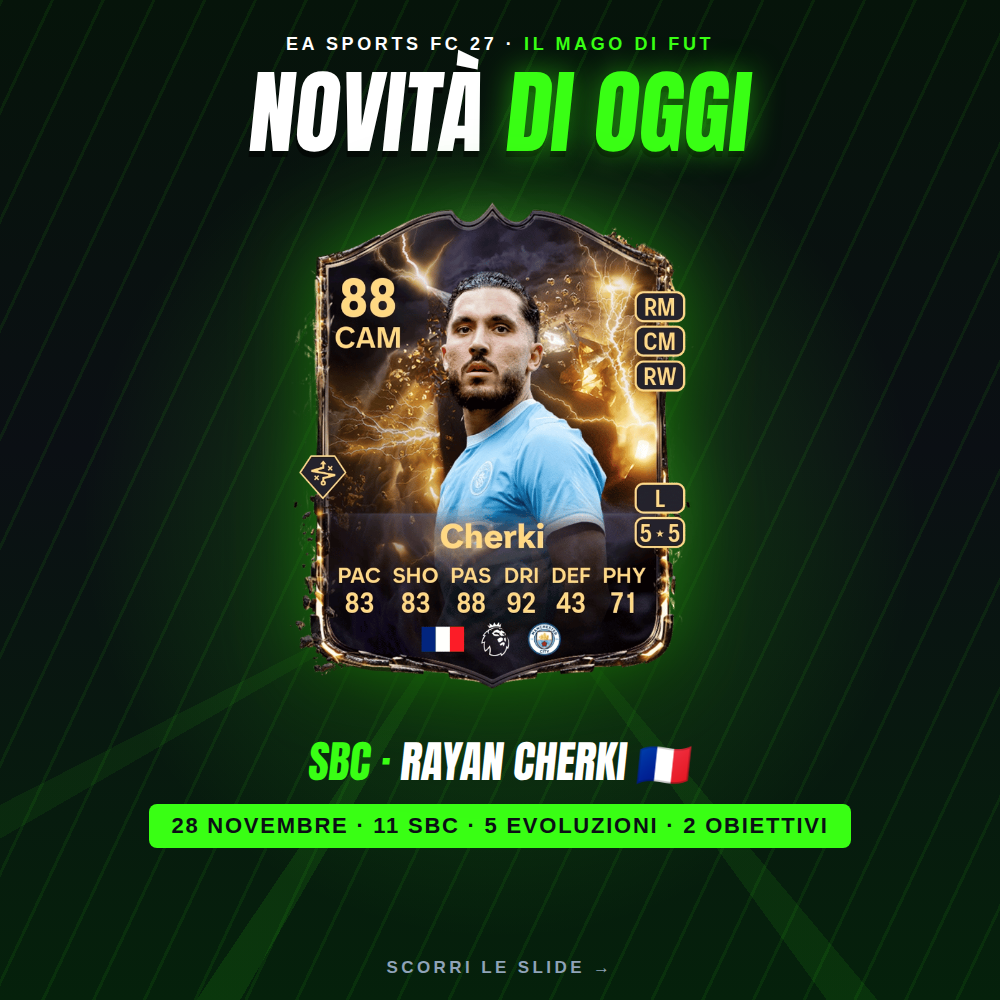 EA SPORTS FC 27 · IL MAGO DI FUT
NOVITÀ DI OGGI
88
CAM
RM
CM
RW
L
5 ★ 5
Cherki
PAC SHO PAS DRI DEF PHY
83 83 88 92 43 71
SBC · RAYAN CHERKI
28 NOVEMBRE · 11 SBC · 5 EVOLUZIONI · 2 OBIETTIVI
SCORRI LE SLIDE →